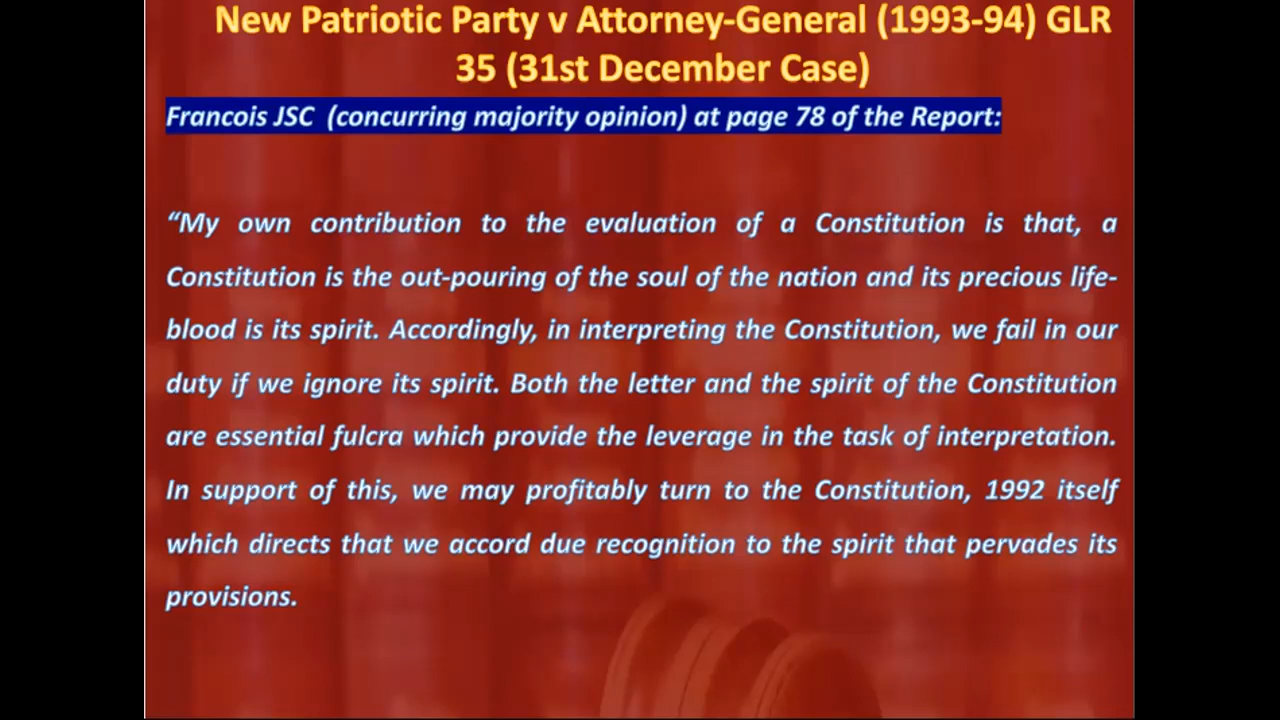 New Patriotic Party v Attorney-General (1993-94) GLR
35 (31st December Case)
Francois JSC (concurring majority opinion) at page 78 of the Report:
“My own contribution to the evaluation of a Constitution is that, a
Constitution is the out-pouring of the soul of the nation and its precious life-
blood is its spirit. Accordingly, in interpreting the Constitution, we fail in our
duty if we ignore its spirit. Both the letter and the spirit of the Constitution
are essential fulcra which provide the leverage in the task of interpretation.
In support of this, we may profitably turn to the Constitution, 1992 itself
which directs that we accord due recognition to the spirit that pervades its
provisions.